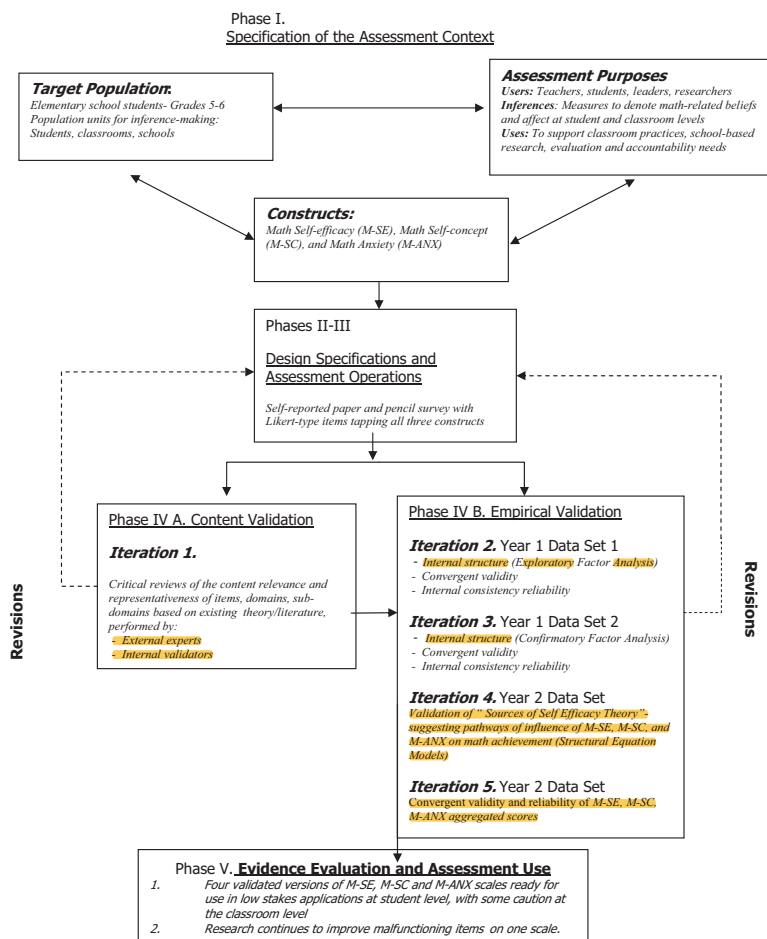 Phase I.
Specification of the Assessment Context
Target Population:
Elementary school students- Grades 5-6
Population units for inference-making:
Students, classrooms, schools
Assessment Purposes
Users: Teachers, students, leaders, researchers
Inferences: Measures to denote math-related beliefs
and affect at student and classroom levels
Uses: To support classroom practices, school-based
research, evaluation and accountability needs
Constructs:
Math Self-efficacy (M-SE), Math Self-concept
(M-SC), and Math Anxiety (M-ANX)
Phases II-III
Design Specifications and
Assessment Operations
Self-reported paper and pencil survey with
Likert-type items tapping all three constructs
Revisions
Phase IV A. Content Validation
Iteration 1.
Critical reviews of the content relevance and
representativeness of items, domains, sub-
domains based on existing theory/literature,
performed by:
- External experts
- Internal validators
Phase IV B. Empirical Validation
Iteration 2. Year 1 Data Set 1
- Internal structure (Exploratory Factor Analysis)
- Convergent validity
- Internal consistency reliability
Iteration 3. Year 1 Data Set 2
- Internal structure (Confirmatory Factor Analysis)
- Convergent validity
- Internal consistency reliability
Iteration 4. Year 2 Data Set
Validation of “ Sources of Self Efficacy Theory”-
suggesting pathways of influence of M-SE, M-SC, and
M-ANX on math achievement (Structural Equation
Models)
Iteration 5. Year 2 Data Set
Convergent validity and reliability of M-SE, M-SC,
M-ANX aggregated scores
Revisions
Phase V. Evidence Evaluation and Assessment Use
1. Four validated versions of M-SE, M-SC and M-ANX scales ready for
use in low stakes applications at student level, with some caution at
the classroom level
2. Research continues to improve malfunctioning items on one scale.